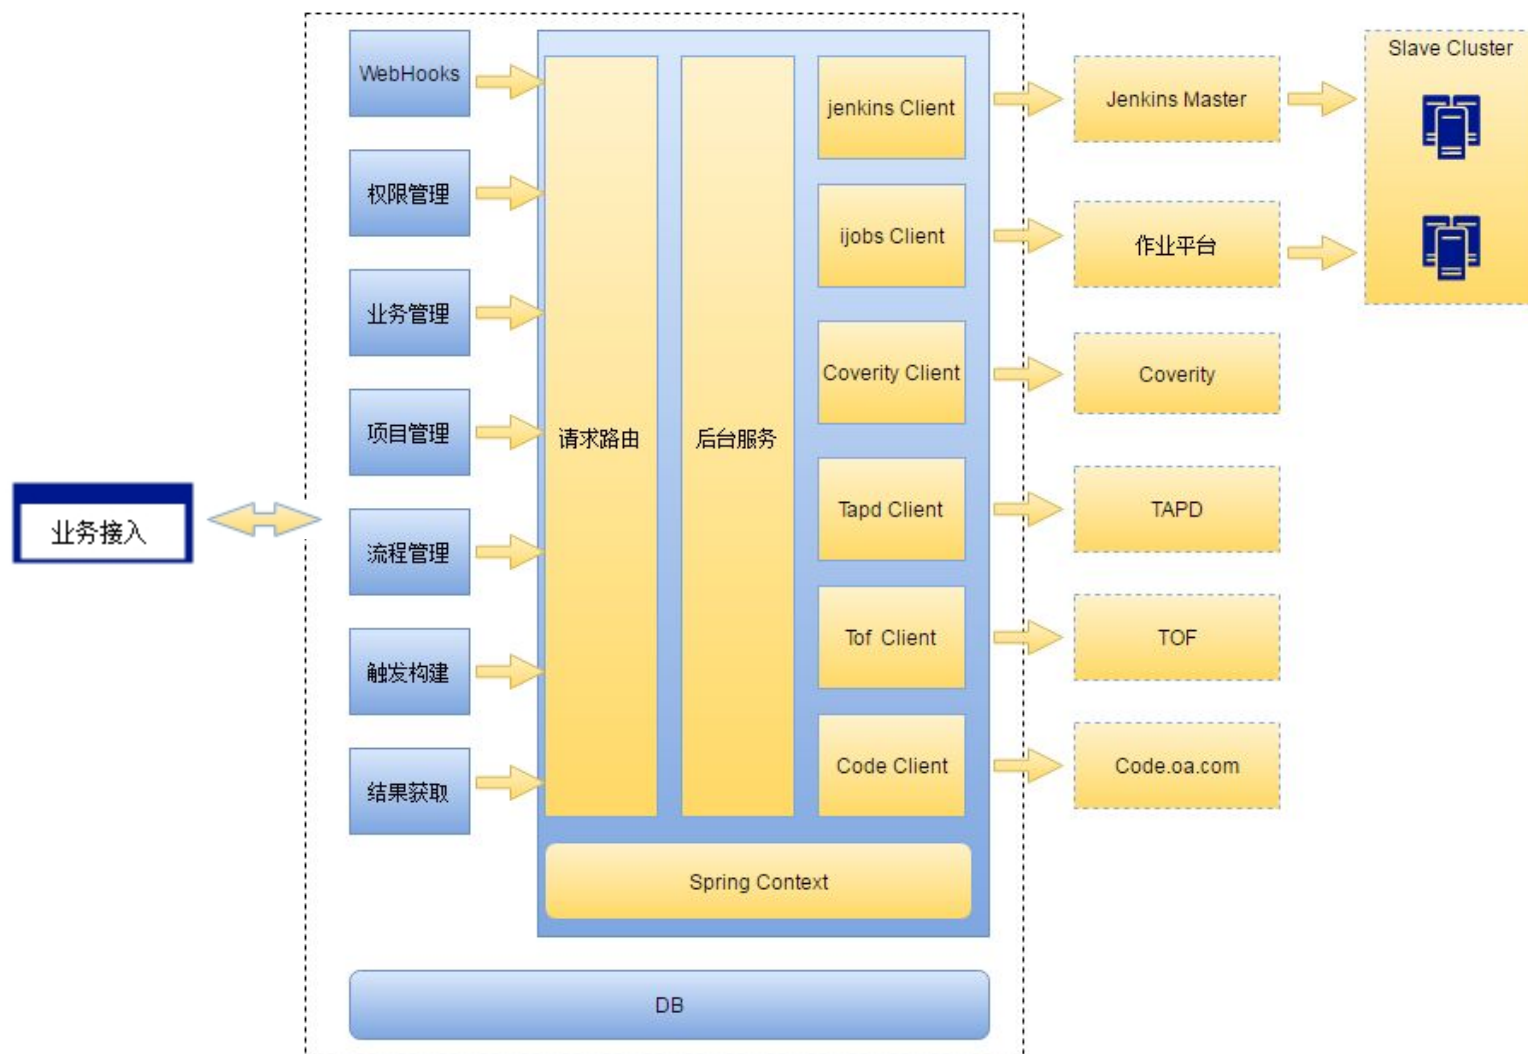 业务接入
WebHooks
权限管理
业务管理
项目管理
流程管理
触发构建
结果获取
请求路由
后台服务
jenkins Client
ijobs Client
Coverity Client
Tapd Client
Tof Client
Code Client
Spring Context
DB
Jenkins Master
作业平台
Coverity
TAPD
TOF
Code.oa.com
Slave Cluster